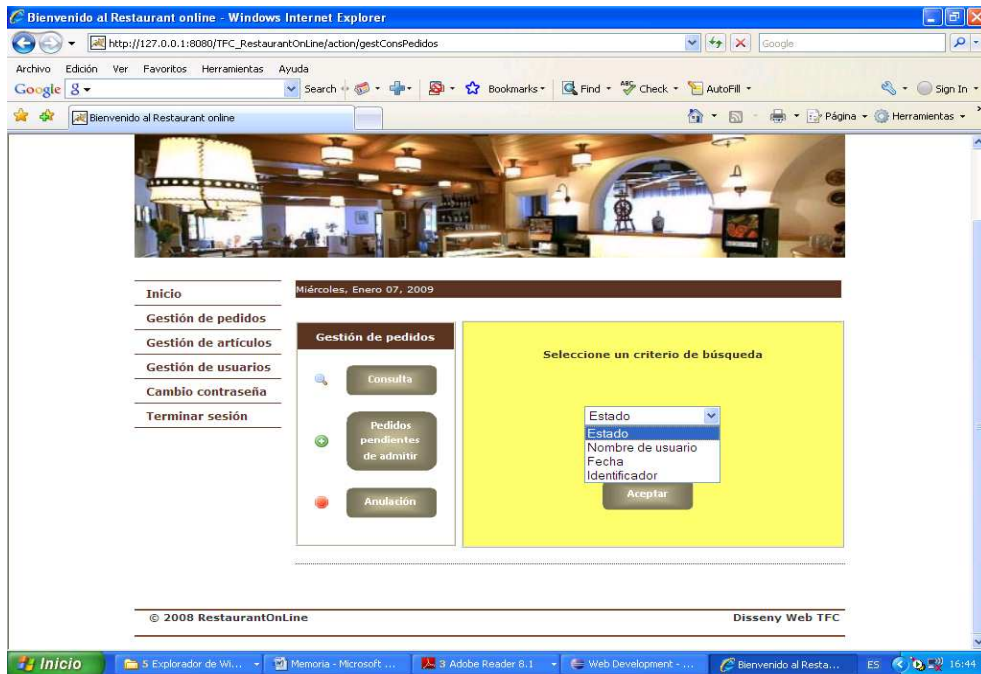 Bienvenido al Restaurant online - Windows Internet Explorer
http://127.0.0.1:8080/TFC_RestaurantOnLine/action/gestConsPedidos
Google
Archivo Edición Ver Favoritos Herramientas Ayuda
Google Search Bookmarks Find Check AutoFill Sign In
Bienvenido al Restaurant online Página Herramientas
Miércoles, Enero 07, 2009
Inicio
Gestión de pedidos
Gestión de artículos
Gestión de usuarios
Cambio contraseña
Terminar sesión
Gestión de pedidos
Consulta
Pedidos
pendientes
de admitir
Anulación
Seleccione un criterio de búsqueda
Estado
Estado
Nombre de usuario
Fecha
Identificador
Aceptar
© 2008 RestaurantOnLine Disseny Web TFC
Inicio 5 Explorador de Wi... Memoria - Microsoft ... 3 Adobe Reader 8.1 Web Development - ... Bienvenido al Resta... ES 16:44